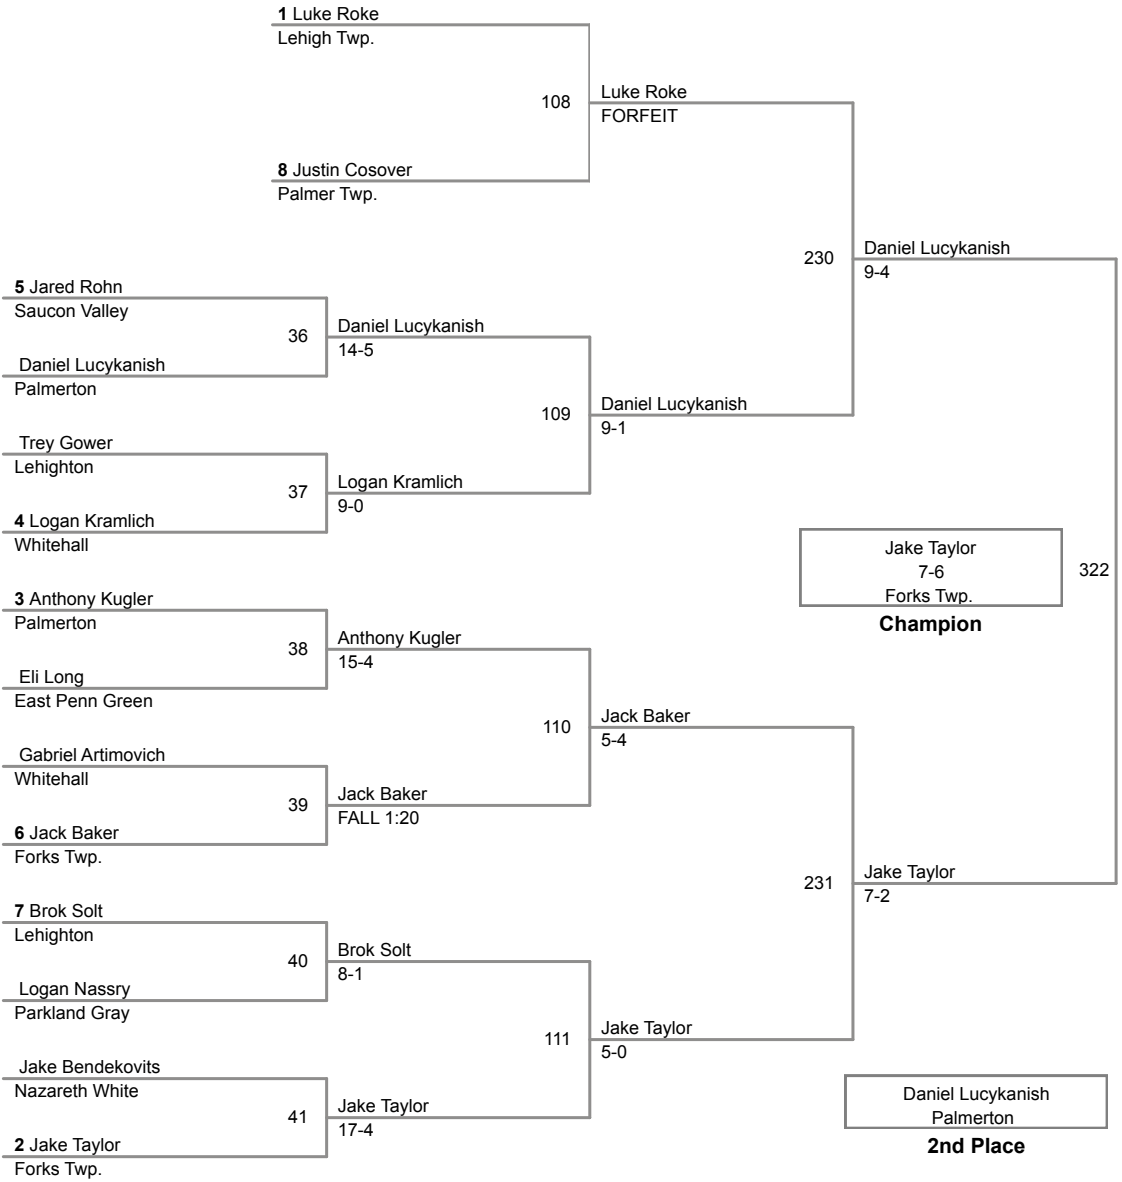 1 Luke Roke
Lehigh Twp.
108
Luke Roke
FORFEIT
8 Justin Cosover
Palmer Twp.
230
Daniel Lucykanish
9-4
5 Jared Rohn
Saucon Valley
36
Daniel Lucykanish
14-5
Daniel Lucykanish
Palmerton
109
Daniel Lucykanish
9-1
Trey Gower
Lehighton
37
Logan Kramlich
9-0
4 Logan Kramlich
Whitehall
Jake Taylor
7-6
Forks Twp.
Champion
322
3 Anthony Kugler
Palmerton
38
Anthony Kugler
15-4
Eli Long
East Penn Green
110
Jack Baker
5-4
Gabriel Artimovich
Whitehall
39
Jack Baker
FALL 1:20
6 Jack Baker
Forks Twp.
231
Jake Taylor
7-2
7 Brok Solt
Lehighton
40
Brok Solt
8-1
Logan Nassry
Parkland Gray
111
Jake Taylor
5-0
Jake Bendekovits
Nazareth White
41
Jake Taylor
17-4
2 Jake Taylor
Forks Twp.
Daniel Lucykanish
Palmerton
2nd Place